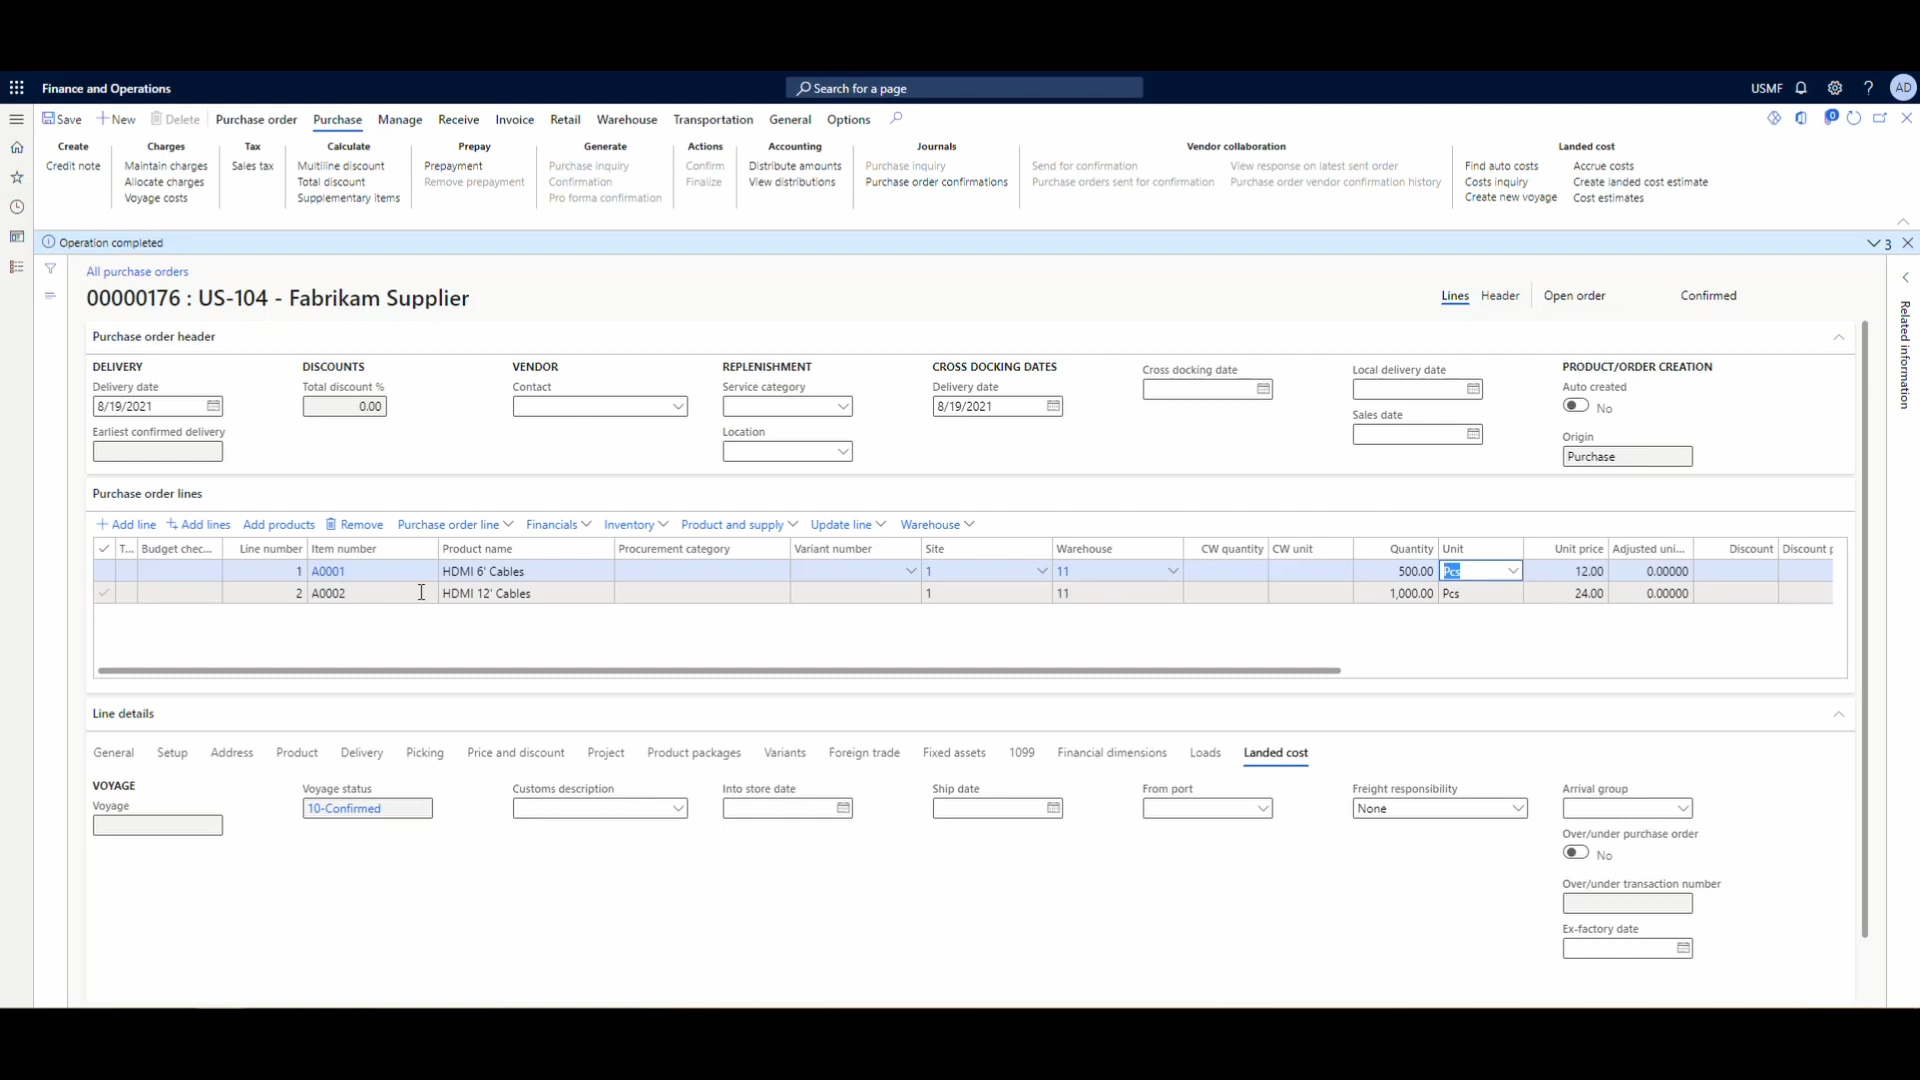 Finance and Operations
Search for a page
USMF
AD
Save New Delete Purchase order Purchase Manage Receive Invoice Retail Warehouse Transportation General Options
0
Create
Credit note
Charges
Maintain charges
Allocate charges
Voyage costs
Tax
Sales tax
Calculate
Multiline discount
Total discount
Supplementary items
Prepay
Prepayment
Remove prepayment
Generate
Purchase inquiry
Confirmation
Pro forma confirmation
Actions
Confirm
Finalize
Accounting
Distribute amounts
View distributions
Journals
Purchase inquiry
Purchase order confirmations
Vendor collaboration
Send for confirmation
Purchase orders sent for confirmation
View response on latest sent order
Purchase order vendor confirmation history
Landed cost
Find auto costs
Costs inquiry
Create new voyage
Accrue costs
Create landed cost estimate
Cost estimates
Operation completed
3
All purchase orders
00000176 : US-104 - Fabrikam Supplier
Lines Header Open order Confirmed
Related information
Purchase order header
DELIVERY
Delivery date
8/19/2021
Earliest confirmed delivery
DISCOUNTS
Total discount %
0.00
VENDOR
Contact
REPLENISHMENT
Service category
Location
CROSS DOCKING DATES
Delivery date
8/19/2021
Cross docking date
Local delivery date
Sales date
PRODUCT/ORDER CREATION
Auto created
No
Origin
Purchase
Purchase order lines
Add line Add lines Add products Remove Purchase order line Financials Inventory Product and supply Update line Warehouse
T... Budget chec... Line number Item number Product name Procurement category Variant number Site Warehouse CW quantity CW unit Quantity Unit Unit price Adjusted uni... Discount Discount p
1 A0001 HDMI 6' Cables 1 11 500.00 Pcs 12.00 0.00000
2 A0002 HDMI 12' Cables 1 11 1,000.00 Pcs 24.00 0.00000
Line details
General Setup Address Product Delivery Picking Price and discount Project Product packages Variants Foreign trade Fixed assets 1099 Financial dimensions Loads Landed cost
VOYAGE
Voyage
Voyage status
10-Confirmed
Customs description
Into store date
Ship date
From port
Freight responsibility
None
Arrival group
Over/under purchase order
No
Over/under transaction number
Ex-factory date